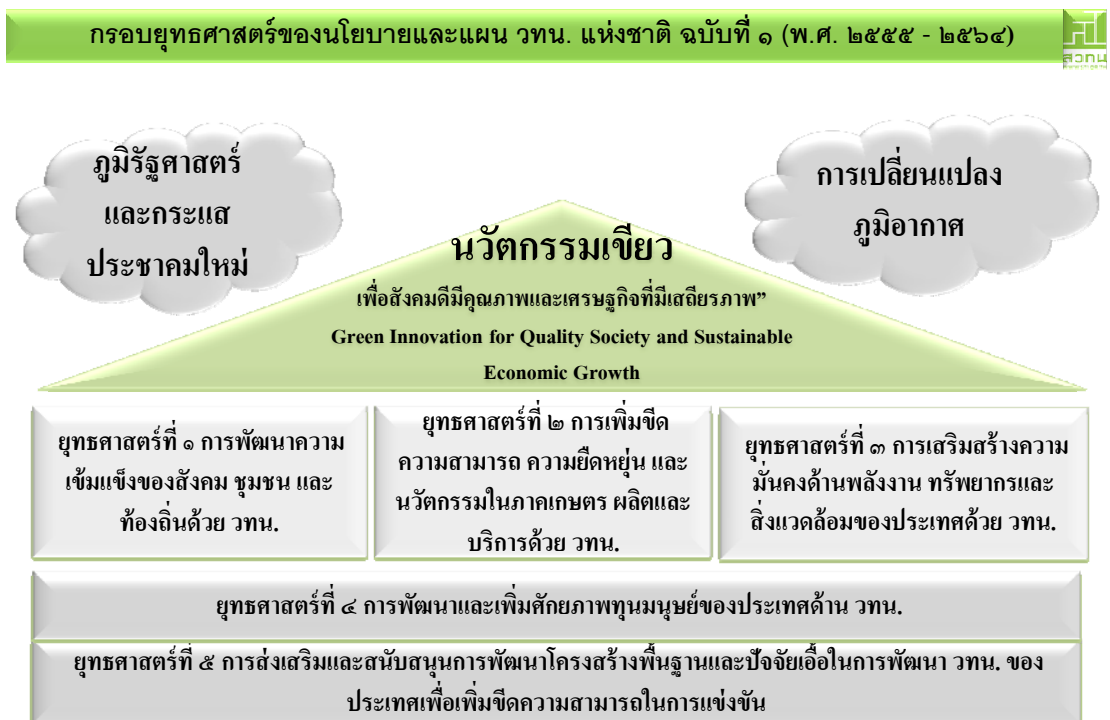 กรอบยุทธศาสตร์ของนโยบายและแผน วทน. แห่งชาติ ฉบับที่ ๑ (พ.ศ. ๒๕๕๕ - ๒๕๖๔)
สวทน
ภูมิรัฐศาสตร์
และกระแส
ประชาคมใหม่
การเปลี่ยนแปลง
ภูมิอากาศ
นวัตกรรมเขียว
เพื่อสังคมดีมีคุณภาพและเศรษฐกิจที่มีเสถียรภาพ”
Green Innovation for Quality Society and Sustainable
Economic Growth
ยุทธศาสตร์ที่ ๑ การพัฒนาความ
เข้มแข็งของสังคม ชุมชน และ
ท้องถิ่นด้วย วทน.
ยุทธศาสตร์ที่ ๒ การเพิ่มขีด
ความสามารถ ความยืดหยุ่น และ
นวัตกรรมในภาคเกษตร ผลิตและ
บริการด้วย วทน.
ยุทธศาสตร์ที่ ๓ การเสริมสร้างความ
มั่นคงด้านพลังงาน ทรัพยากรและ
สิ่งแวดล้อมของประเทศด้วย วทน.
ยุทธศาสตร์ที่ ๔ การพัฒนาและเพิ่มศักยภาพทุนมนุษย์ของประเทศด้าน วทน.
ยุทธศาสตร์ที่ ๕ การส่งเสริมและสนับสนุนการพัฒนาโครงสร้างพื้นฐานและปัจจัยเอื้อในการพัฒนา วทน. ของ
ประเทศเพื่อเพิ่มขีดความสามารถในการแข่งขัน